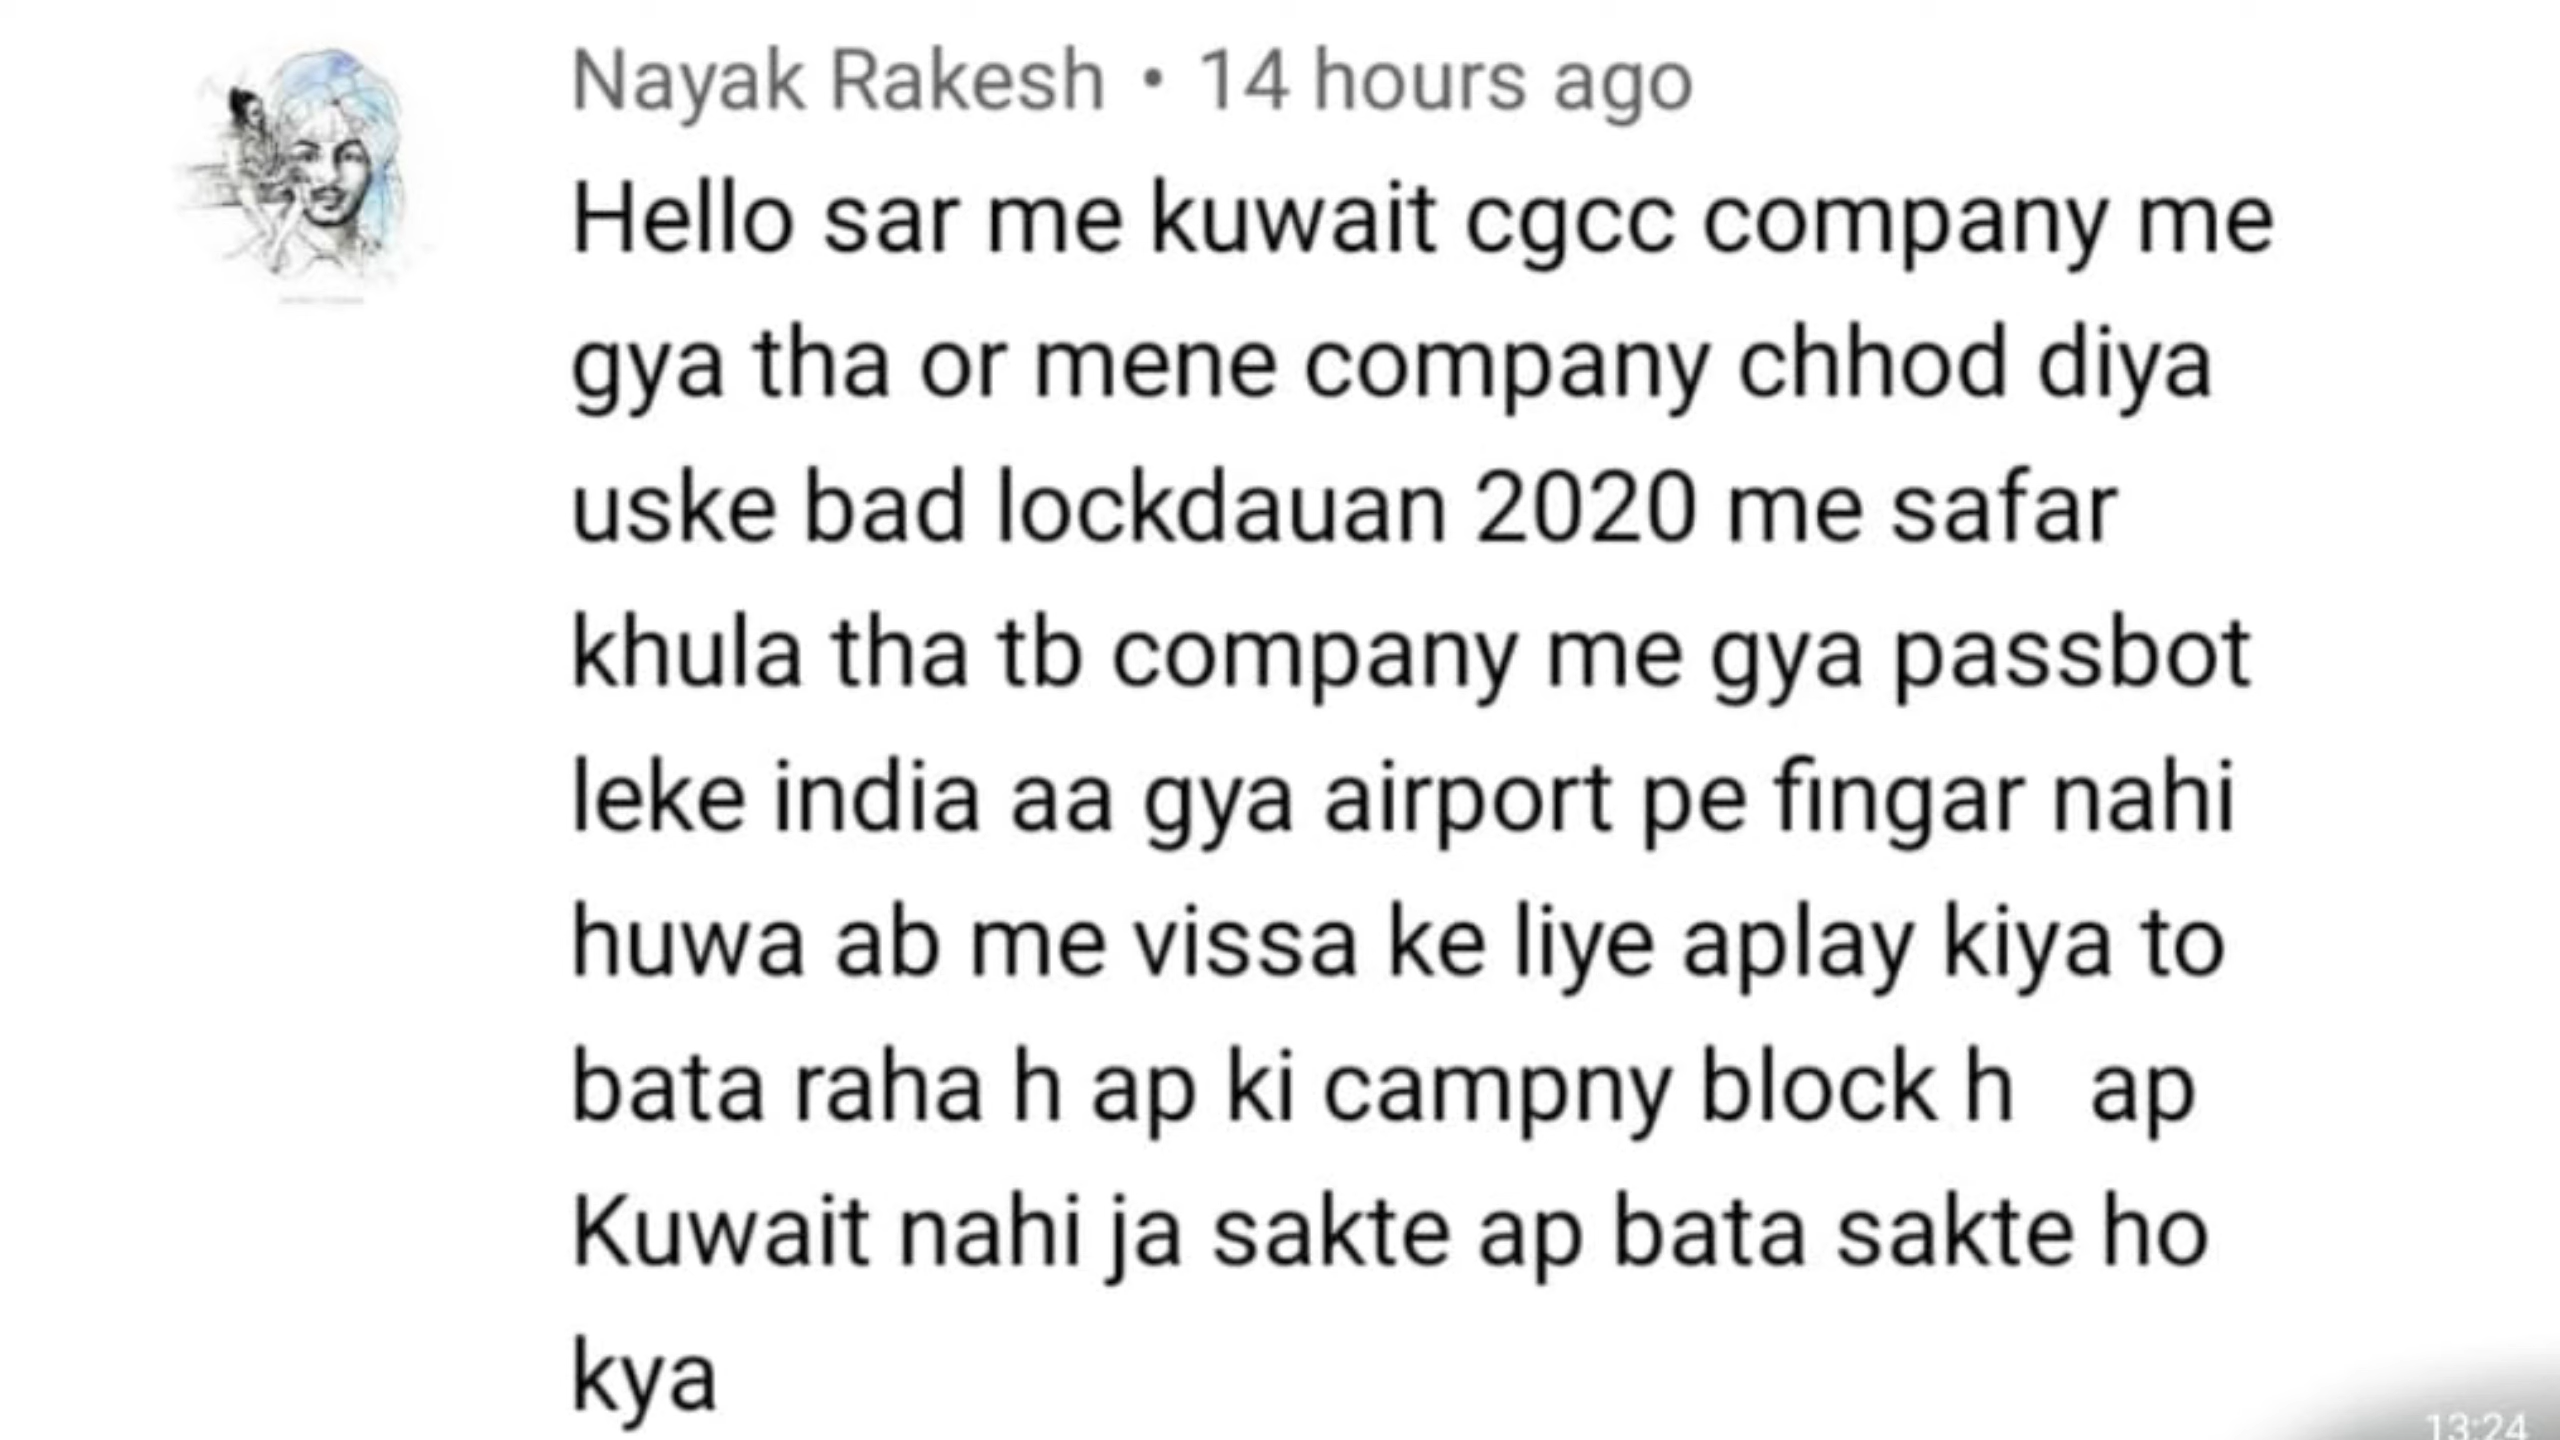 Nayak Rakesh • 14 hours ago
Hello sar me kuwait cgcc company me
gya tha or mene company chhod diya
uske bad lockdauan 2020 me safar
khula tha tb company me gya passbot
leke india aa gya airport pe fingar nahi
huwa ab me vissa ke liye aplay kiya to
bata raha h ap ki campny block h ap
Kuwait nahi ja sakte ap bata sakte ho
kya
13:24